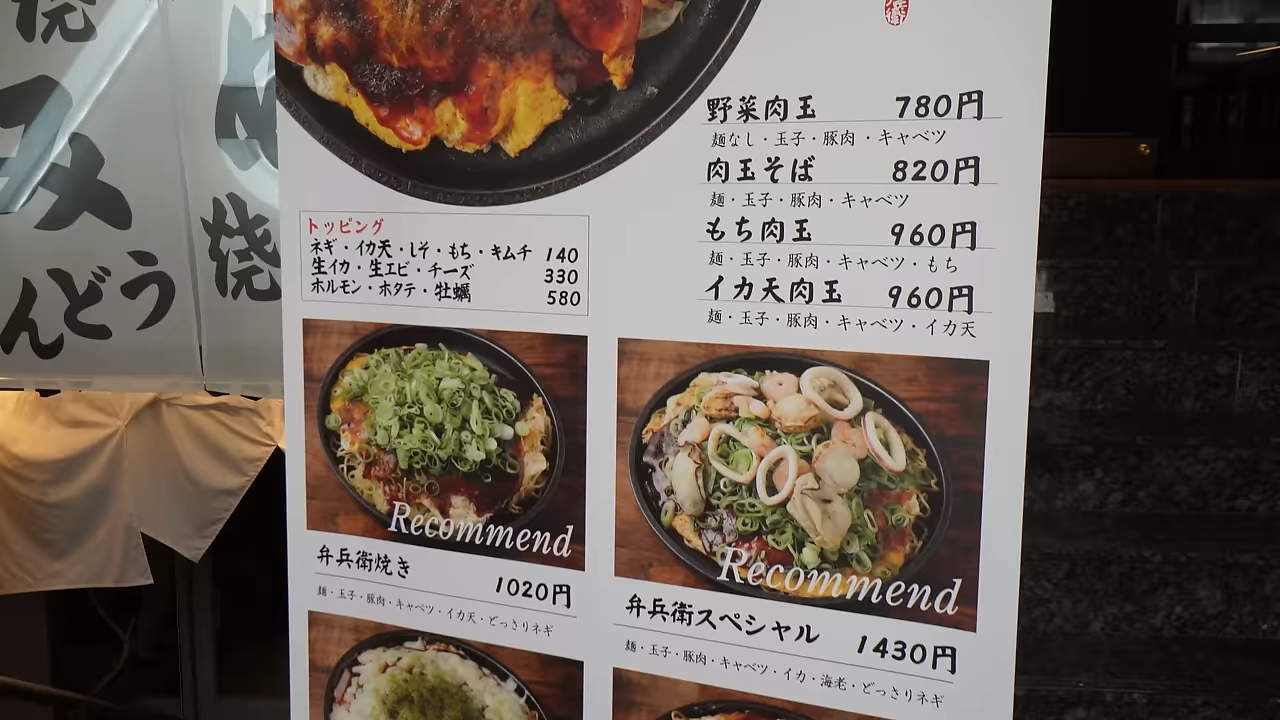 野菜肉玉 780円
麺なし・玉子・豚肉・キャベツ
肉玉そば 820円
麺・玉子・豚肉・キャベツ
もち肉玉 960円
麺・玉子・豚肉・キャベツ・もち
イカ天肉玉 960円
麺・玉子・豚肉・キャベツ・イカ天
トッピング
ネギ・イカ天・しそ・もち・キムチ 140
生イカ・生エビ・チーズ 330
ホルモン・ホタテ・牡蠣 580
Recommend
弁兵衛焼き 1020円
麺・玉子・豚肉・キャベツ・イカ天・どっさりネギ
Recommend
弁兵衛スペシャル 1430円
麺・玉子・豚肉・キャベツ・イカ・海老・どっさりネギ
焼
焼
うどん